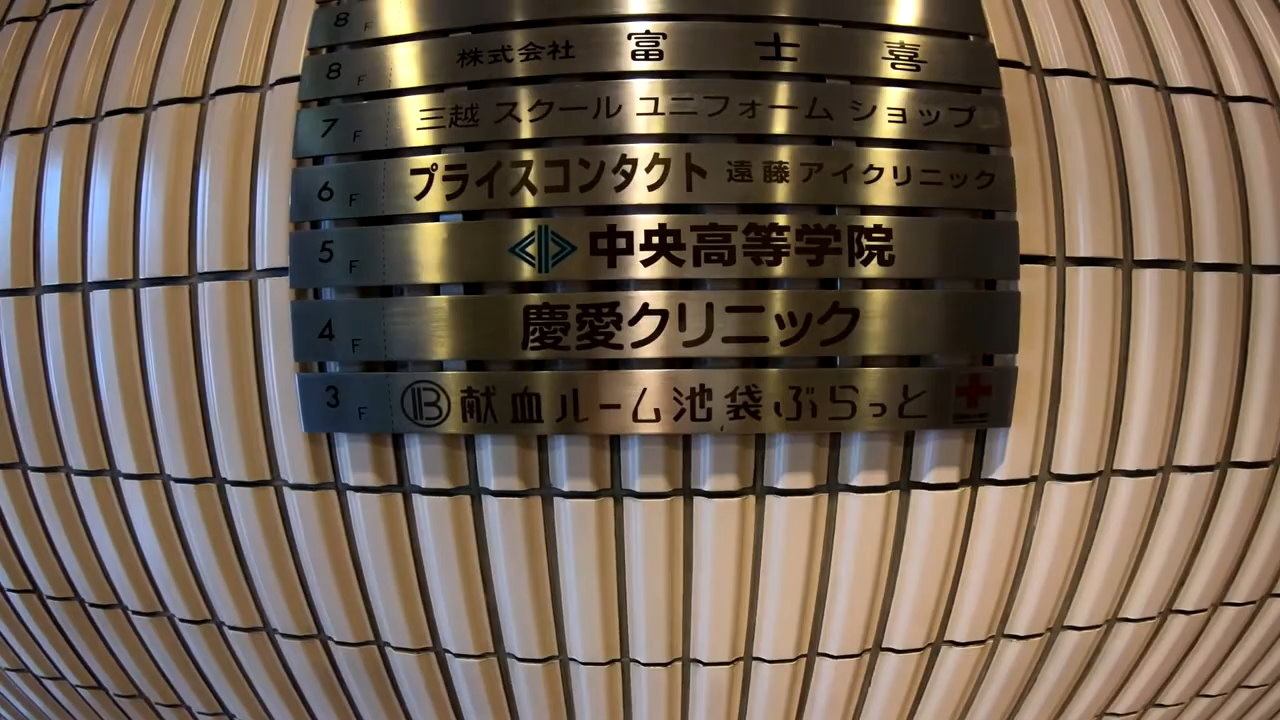 8F
8F 株式会社 富士喜
7F 三越 スクール ユニフォーム ショップ
6F プライスコンタクト 遠藤アイクリニック
5F 中央高等学院
4F 慶愛クリニック
3F 献血ルーム池袋ぶらっと